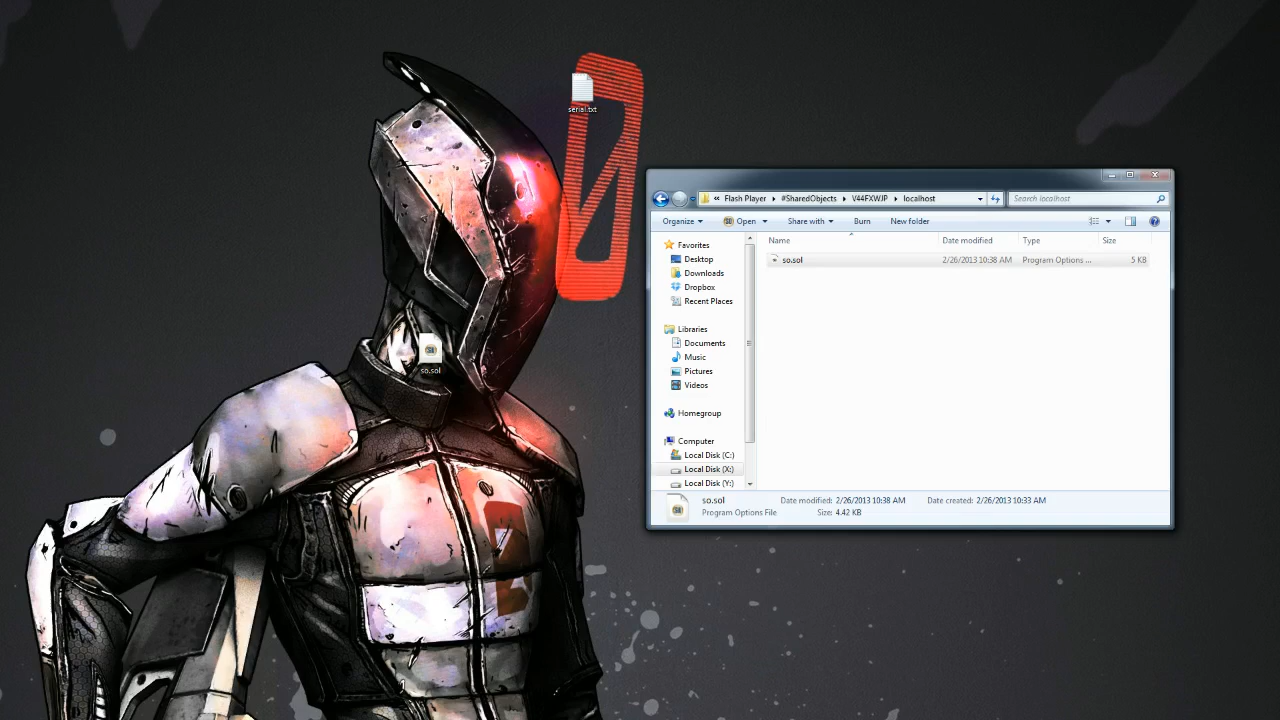 serial.txt
so.sol
« Flash Player ▸ #SharedObjects ▸ V44FXWJP ▸ localhost
Search localhost
Organize Open Share with Burn New folder
Name Date modified Type Size
so.sol 2/26/2013 10:38 AM Program Options ... 5 KB
Favorites
Desktop
Downloads
Dropbox
Recent Places
Libraries
Documents
Music
Pictures
Videos
Homegroup
Computer
Local Disk (C:)
Local Disk (X:)
Local Disk (Y:)
so.sol Date modified: 2/26/2013 10:38 AM Date created: 2/26/2013 10:33 AM
Program Options File Size: 4.42 KB